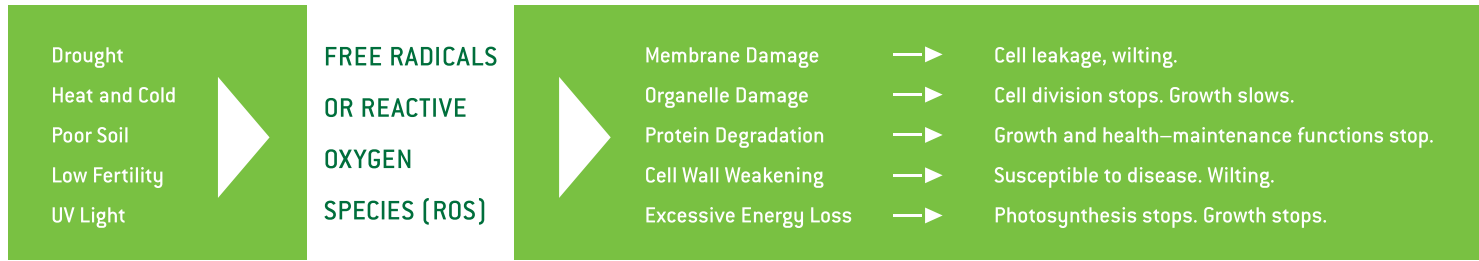 Drought
Heat and Cold
Poor Soil
Low Fertility
UV Light
FREE RADICALS
OR REACTIVE
OXYGEN
SPECIES (ROS)
Membrane Damage
Cell leakage, wilting.
Organelle Damage
Cell division stops. Growth slows.
Protein Degradation
Growth and health–maintenance functions stop.
Cell Wall Weakening
Susceptible to disease. Wilting.
Excessive Energy Loss
Photosynthesis stops. Growth stops.